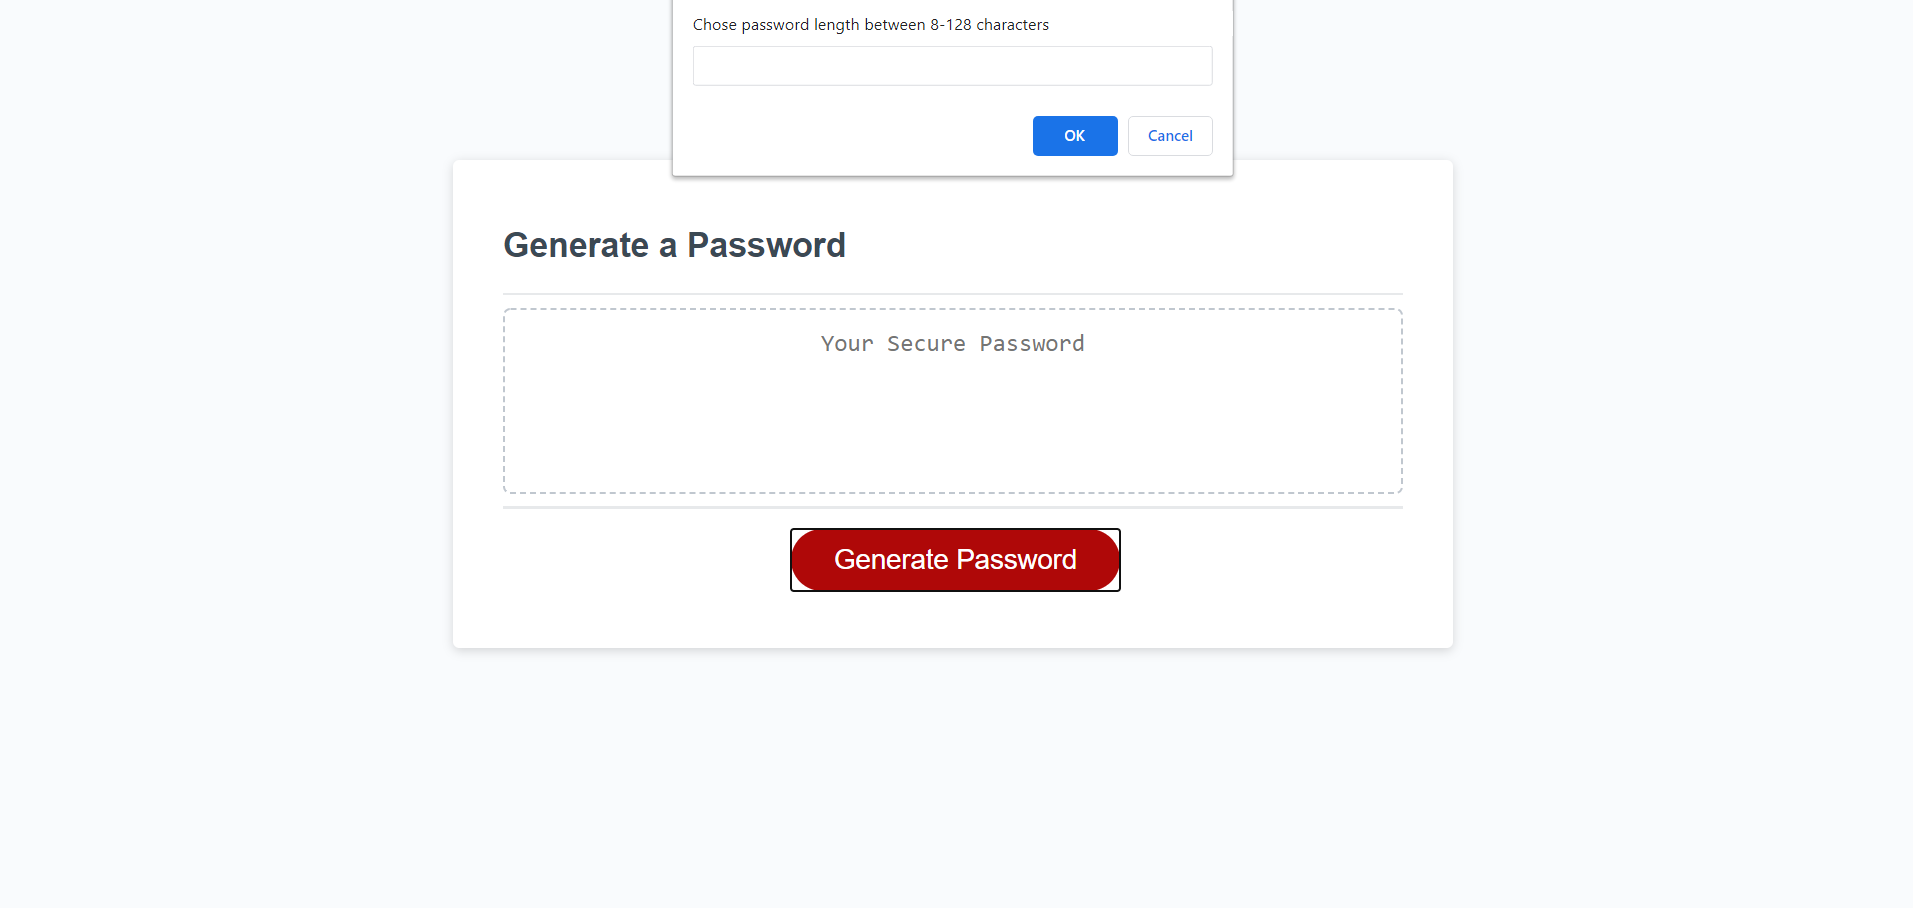 Chose password length between 8-128 characters
OK
Cancel
Generate a Password
Your Secure Password
Generate Password